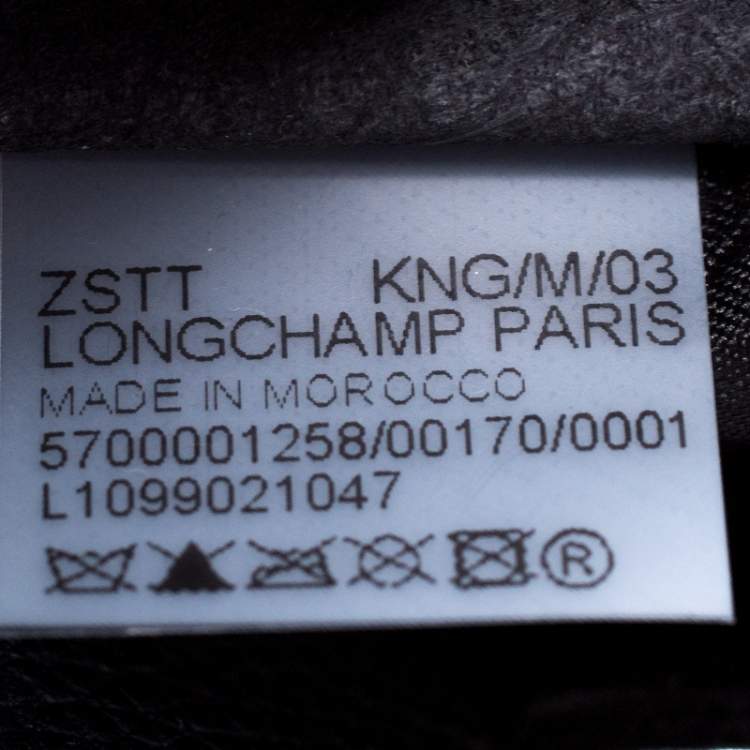 ZSTT KNG/M/03
LONGCHAMP PARIS
MADE IN MOROCCO
5700001258/00170/0001
L1099021047
®